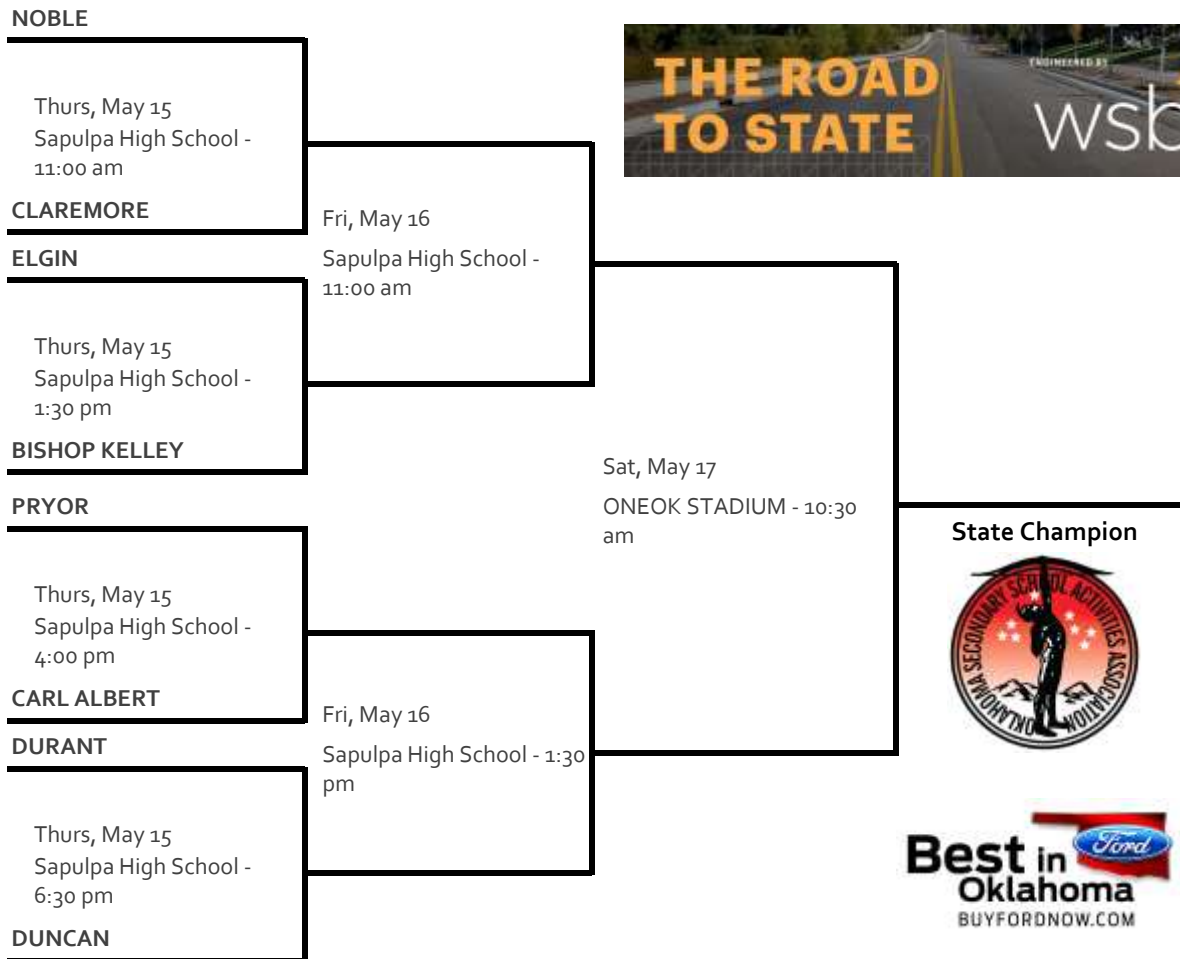 NOBLE
THE ROAD
TO STATE
ENGINEERED BY
wsb
Thurs, May 15
Sapulpa High School -
11:00 am
CLAREMORE
Fri, May 16
Sapulpa High School -
11:00 am
ELGIN
Thurs, May 15
Sapulpa High School -
1:30 pm
BISHOP KELLEY
Sat, May 17
ONEOK STADIUM - 10:30
am
PRYOR
State Champion
OKLAHOMA SECONDARY SCHOOL ACTIVITIES ASSOCIATION
Thurs, May 15
Sapulpa High School -
4:00 pm
CARL ALBERT
Fri, May 16
Sapulpa High School - 1:30
pm
DURANT
Thurs, May 15
Sapulpa High School -
6:30 pm
DUNCAN
Best in
Ford
Oklahoma
BUYFORDNOW.COM